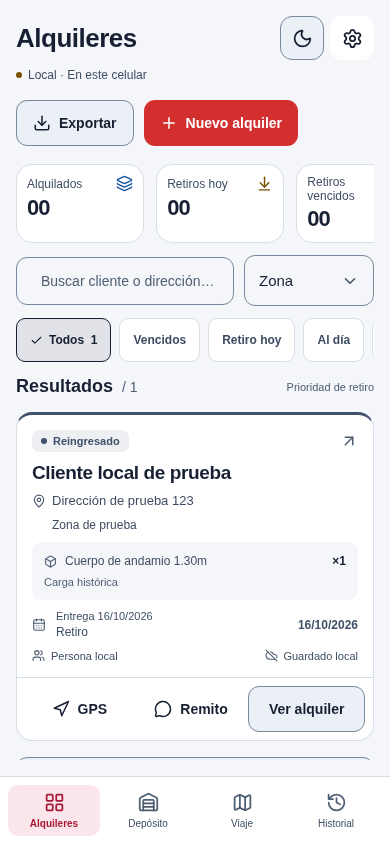 Alquileres
Local · En este celular
Exportar
Nuevo alquiler
Alquilados
00
Retiros hoy
00
Retiros
vencidos
00
Buscar cliente o dirección…
Zona
Todos 1
Vencidos
Retiro hoy
Al día
Resultados / 1
Prioridad de retiro
Reingresado
Cliente local de prueba
Dirección de prueba 123
Zona de prueba
Cuerpo de andamio 1.30m
×1
Carga histórica
Entrega 16/10/2026
Retiro
16/10/2026
Persona local
Guardado local
GPS
Remito
Ver alquiler
Alquileres
Depósito
Viaje
Historial